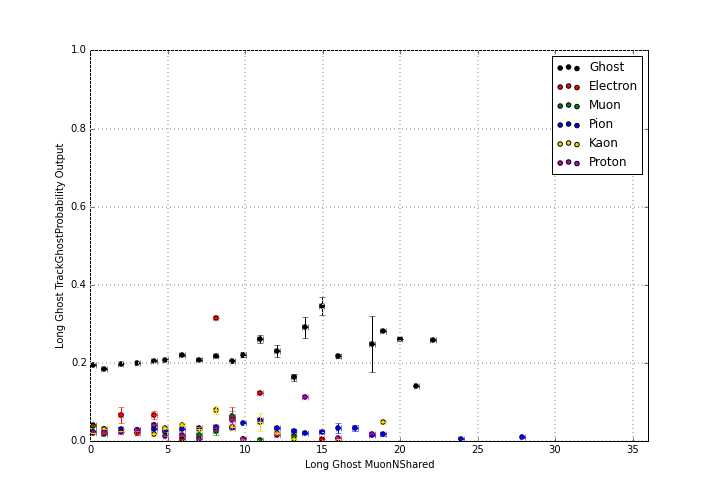 1.0
0.8
0.6
0.4
0.2
0.0
Long Ghost TrackGhostProbability Output
Ghost
Electron
Muon
Pion
Kaon
Proton
0 5 10 15 20 25 30 35
Long Ghost MuonNShared